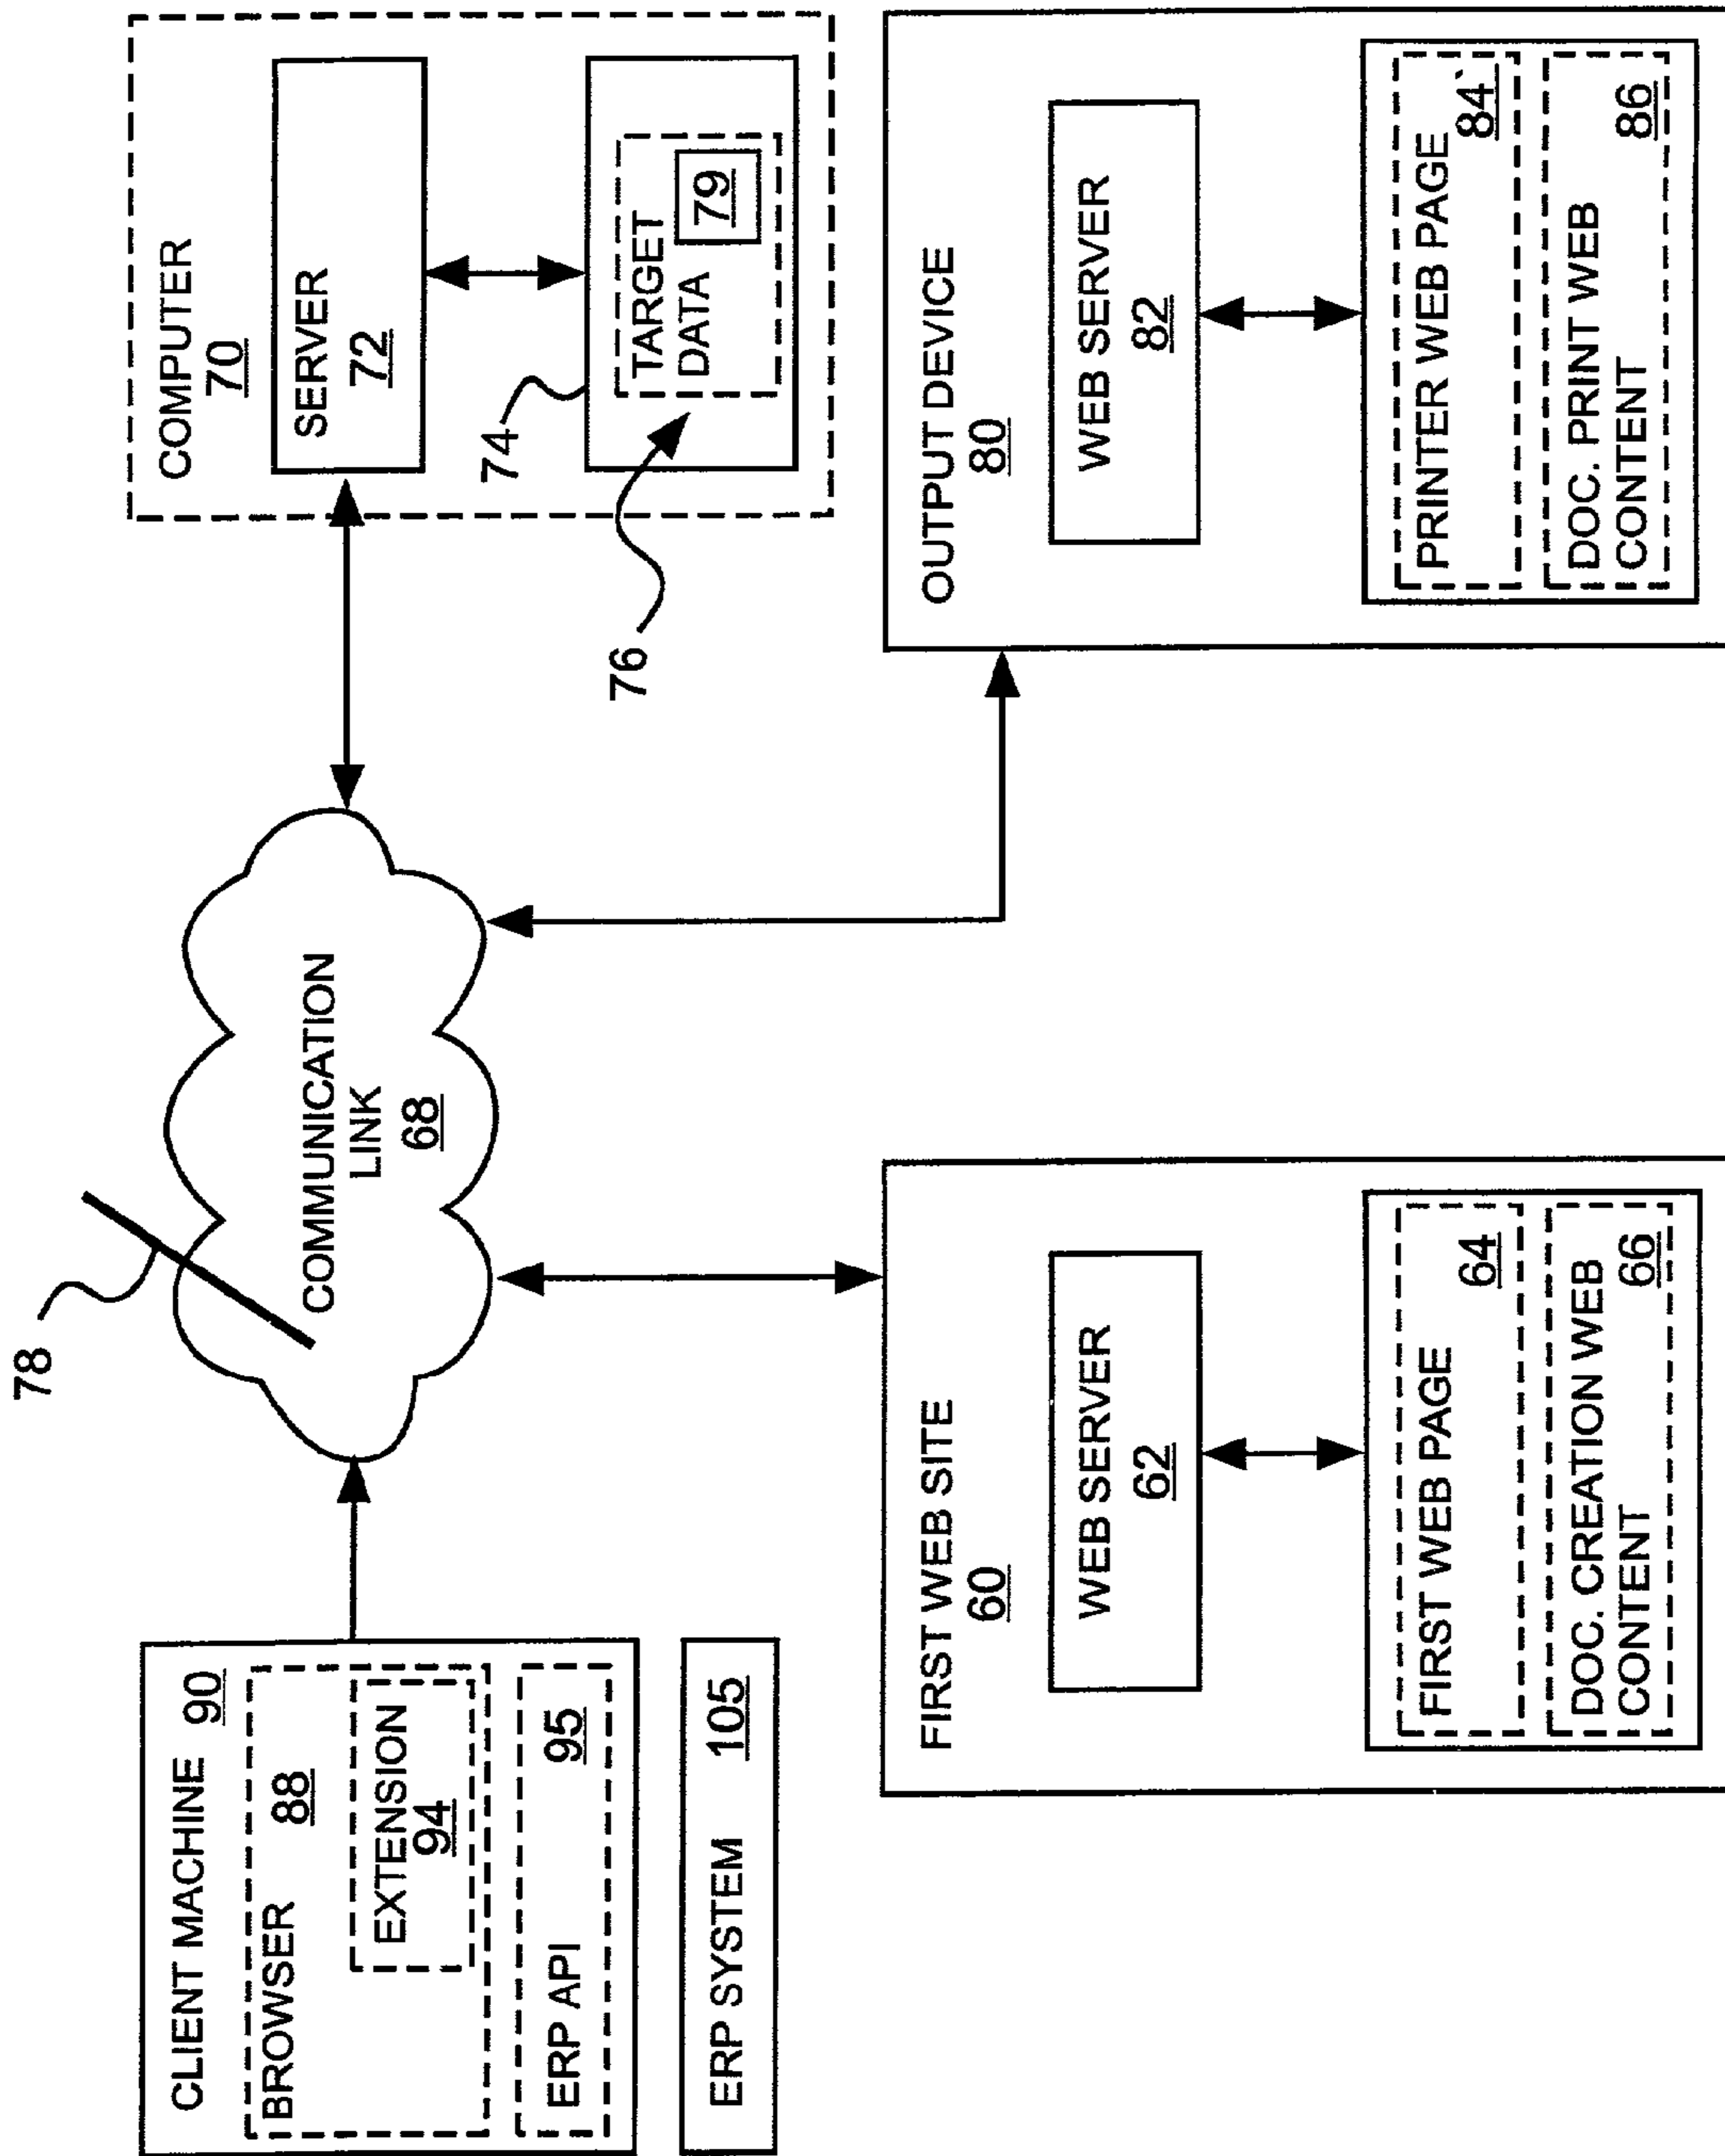 78
CLIENT MACHINE 90
BROWSER
88
EXTENSION
94
ERP API 95
ERP SYSTEM 105
COMMUNICATION
LINK
68
COMPUTER
70
SERVER
72
74
TARGET
DATA 79
76
FIRST WEB SITE
60
WEB SERVER
62
FIRST WEB PAGE
64
DOC. CREATION WEB
CONTENT 66
OUTPUT DEVICE
80
WEB SERVER
82
PRINTER WEB PAGE
84`
DOC. PRINT WEB
CONTENT 86